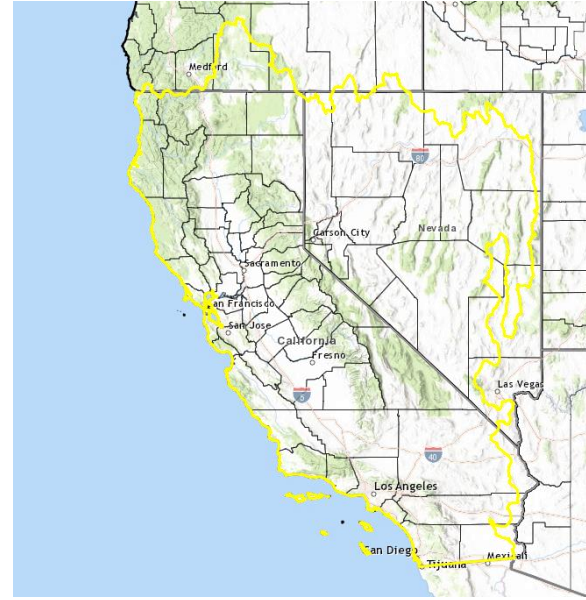 Medford
80
Nevada
Carson City
Sacramento
San Francisco
San Jose
California
Fresno
5
Las Vegas
40
Los Angeles
San Diego
Tijuana
Mexicali